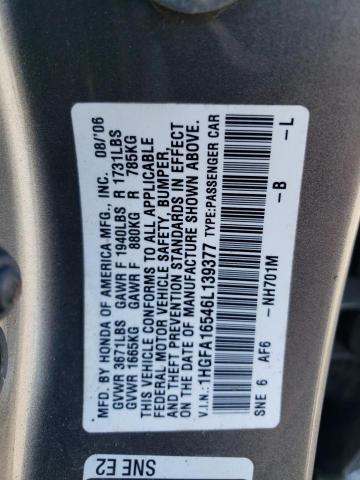 MFD. BY HONDA OF AMERICA MFG., INC. 08/'06
GVWR 3671LBS GAWR F 1940LBS R 1731LBS
GVWR 1665KG GAWR F 880KG R 785KG
THIS VEHICLE CONFORMS TO ALL APPLICABLE
FEDERAL MOTOR VEHICLE SAFETY, BUMPER,
AND THEFT PREVENTION STANDARDS IN EFFECT
ON THE DATE OF MANUFACTURE SHOWN ABOVE.
V.I.N.: 1HGFA16546L139377 TYPE:PASSENGER CAR
SNE 6 AF6 -NH701M -B -L
SNE E2